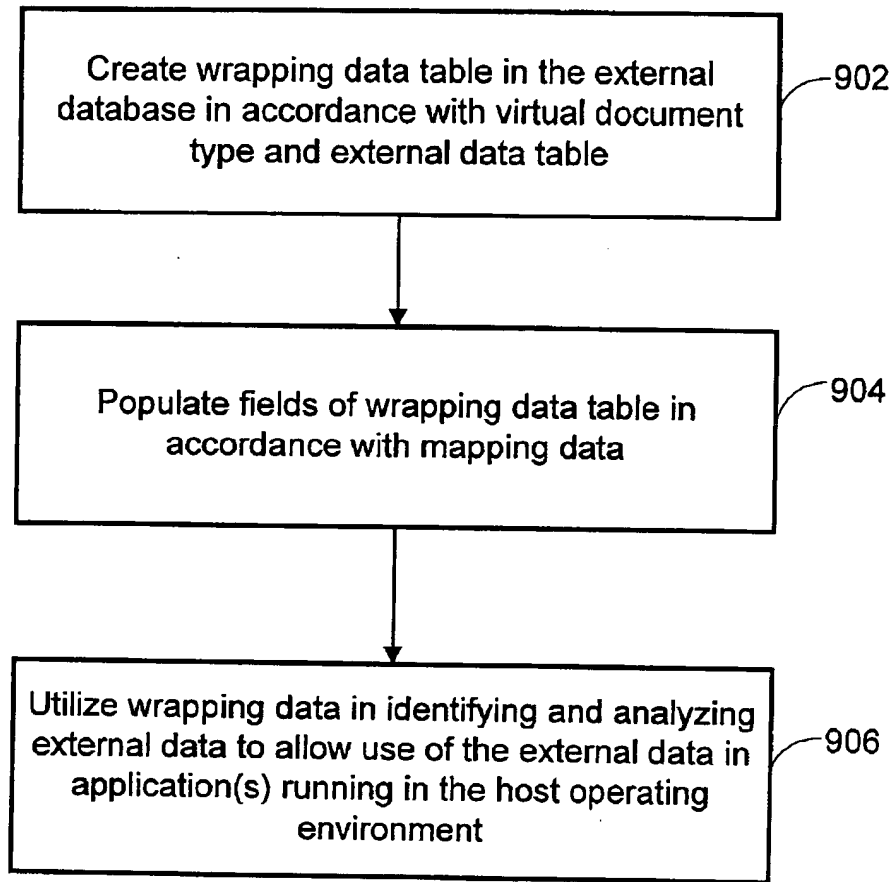 Create wrapping data table in the external
database in accordance with virtual document
type and external data table
902
Populate fields of wrapping data table in
accordance with mapping data
904
Utilize wrapping data in identifying and analyzing
external data to allow use of the external data in
application(s) running in the host operating
environment
906